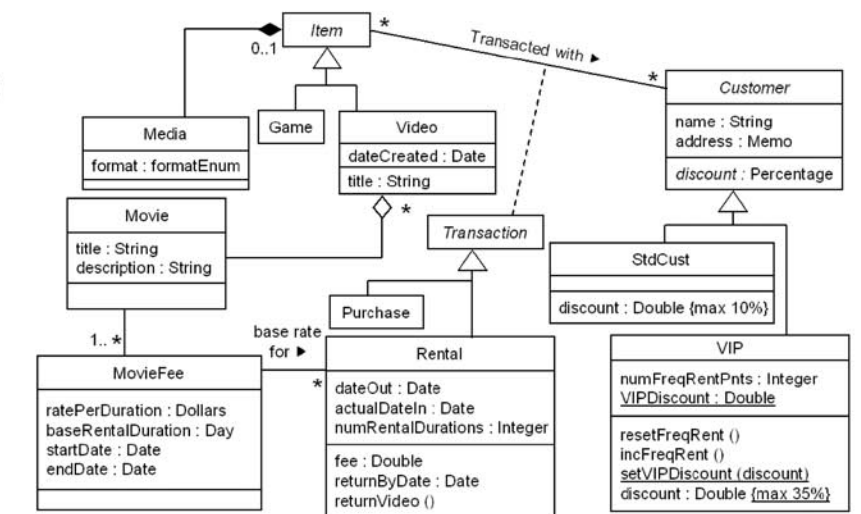 Item
0..1
*
Transacted with ▶
*
Customer
name : String
address : Memo
discount : Percentage
Media
format : formatEnum
Game
Video
dateCreated : Date
title : String
*
Movie
title : String
description : String
Transaction
StdCust
discount : Double {max 10%}
Purchase
1.. *
base rate
for ▶
*
MovieFee
ratePerDuration : Dollars
baseRentalDuration : Day
startDate : Date
endDate : Date
Rental
dateOut : Date
actualDateIn : Date
numRentalDurations : Integer
fee : Double
returnByDate : Date
returnVideo ()
VIP
numFreqRentPnts : Integer
VIPDiscount : Double
resetFreqRent ()
incFreqRent ()
setVIPDiscount (discount)
discount : Double {max 35%}